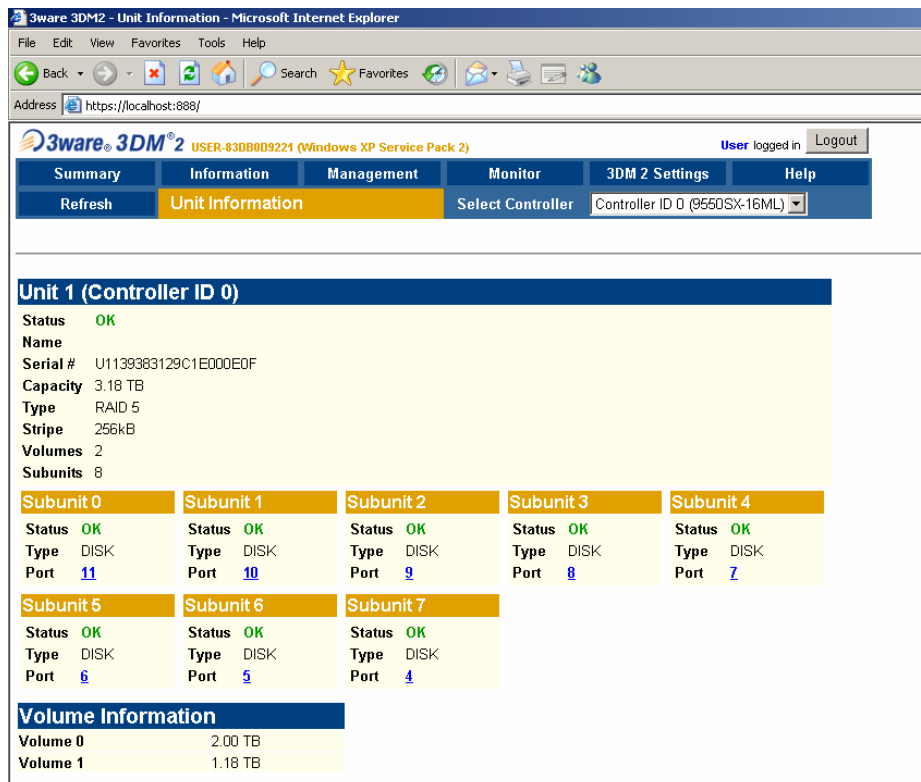 3ware 3DM2 - Unit Information - Microsoft Internet Explorer
File Edit View Favorites Tools Help
Back Search Favorites
Address https://localhost:888/
3ware® 3DM®2 USER-83DB0D9221 (Windows XP Service Pack 2) User logged in Logout
Summary Information Management Monitor 3DM 2 Settings Help
Refresh Unit Information Select Controller Controller ID 0 (9550SX-16ML)
Unit 1 (Controller ID 0)
Status OK
Name
Serial # U1139383129C1E000E0F
Capacity 3.18 TB
Type RAID 5
Stripe 256kB
Volumes 2
Subunits 8
Subunit 0 Subunit 1 Subunit 2 Subunit 3 Subunit 4
Status OK Status OK Status OK Status OK Status OK
Type DISK Type DISK Type DISK Type DISK Type DISK
Port 11 Port 10 Port 9 Port 8 Port 7
Subunit 5 Subunit 6 Subunit 7
Status OK Status OK Status OK
Type DISK Type DISK Type DISK
Port 6 Port 5 Port 4
Volume Information
Volume 0 2.00 TB
Volume 1 1.18 TB